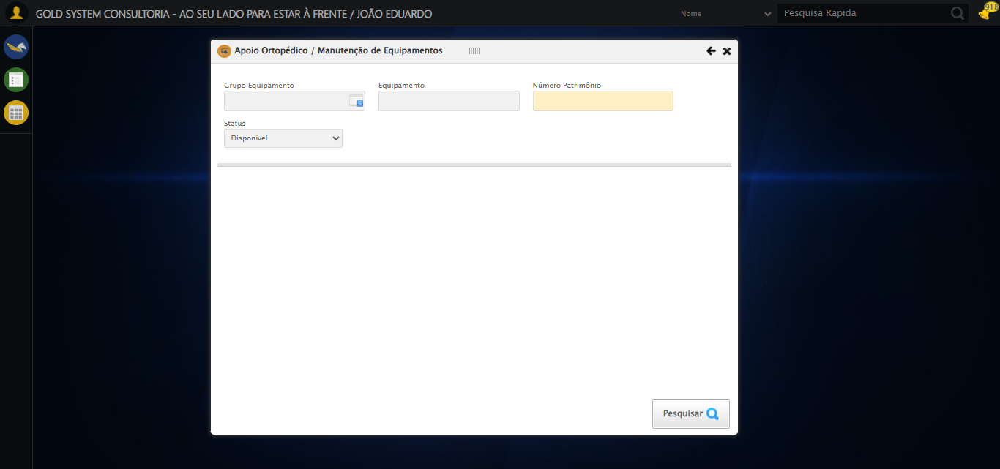 GOLD SYSTEM CONSULTORIA - AO SEU LADO PARA ESTAR À FRENTE / JOÃO EDUARDO
Nome
Pesquisa Rapida
918
Apoio Ortopédico / Manutenção de Equipamentos
Grupo Equipamento
Equipamento
Número Patrimônio
Status
Disponível
Pesquisar